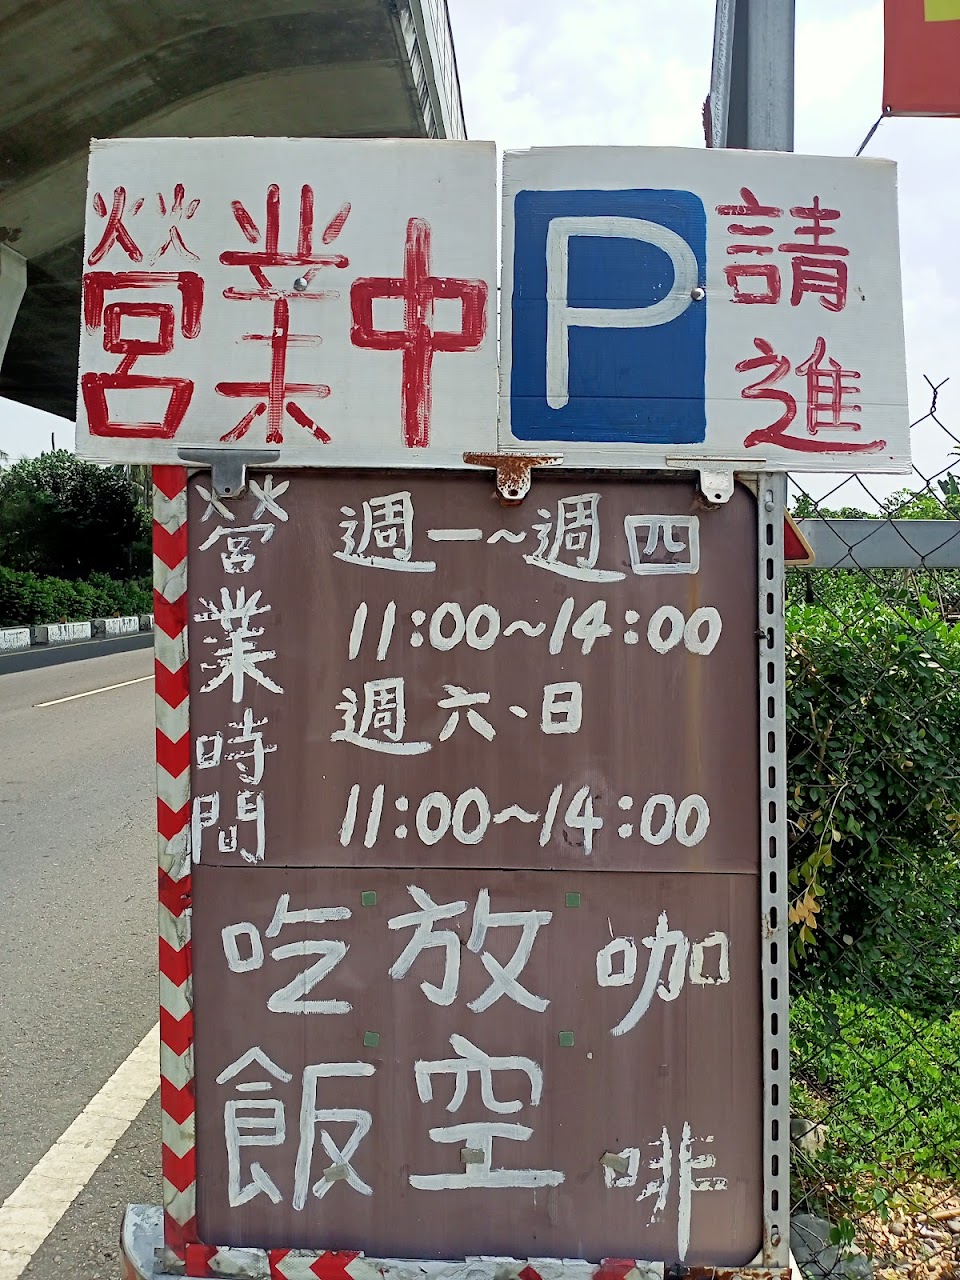 營業中
P
請
進
營業時間
週一~週四
11:00~14:00
週六、日
11:00~14:00
吃飯
放空
咖啡